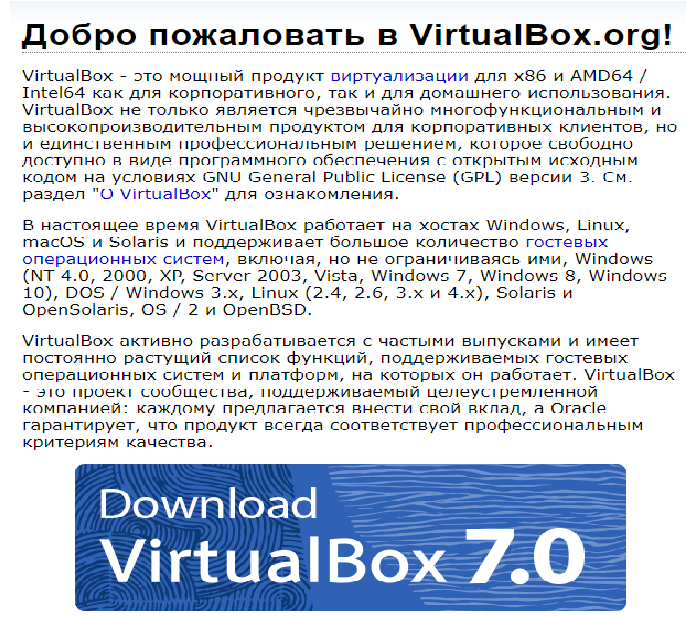 Добро пожаловать в VirtualBox.org!
VirtualBox - это мощный продукт виртуализации для x86 и AMD64 /
Intel64 как для корпоративного, так и для домашнего использования.
VirtualBox не только является чрезвычайно многофункциональным и
высокопроизводительным продуктом для корпоративных клиентов, но
и единственным профессиональным решением, которое свободно
доступно в виде программного обеспечения с открытым исходным
кодом на условиях GNU General Public License (GPL) версии 3. См.
раздел "О VirtualBox" для ознакомления.
В настоящее время VirtualBox работает на хостах Windows, Linux,
macOS и Solaris и поддерживает большое количество гостевых
операционных систем, включая, но не ограничиваясь ими, Windows
(NT 4.0, 2000, XP, Server 2003, Vista, Windows 7, Windows 8, Windows
10), DOS / Windows 3.x, Linux (2.4, 2.6, 3.x и 4.x), Solaris и
OpenSolaris, OS / 2 и OpenBSD.
VirtualBox активно разрабатывается с частыми выпусками и имеет
постоянно растущий список функций, поддерживаемых гостевых
операционных систем и платформ, на которых он работает. VirtualBox
- это проект сообщества, поддерживаемый целеустремленной
компанией: каждому предлагается внести свой вклад, а Oracle
гарантирует, что продукт всегда соответствует профессиональным
критериям качества.
Download
VirtualBox 7.0